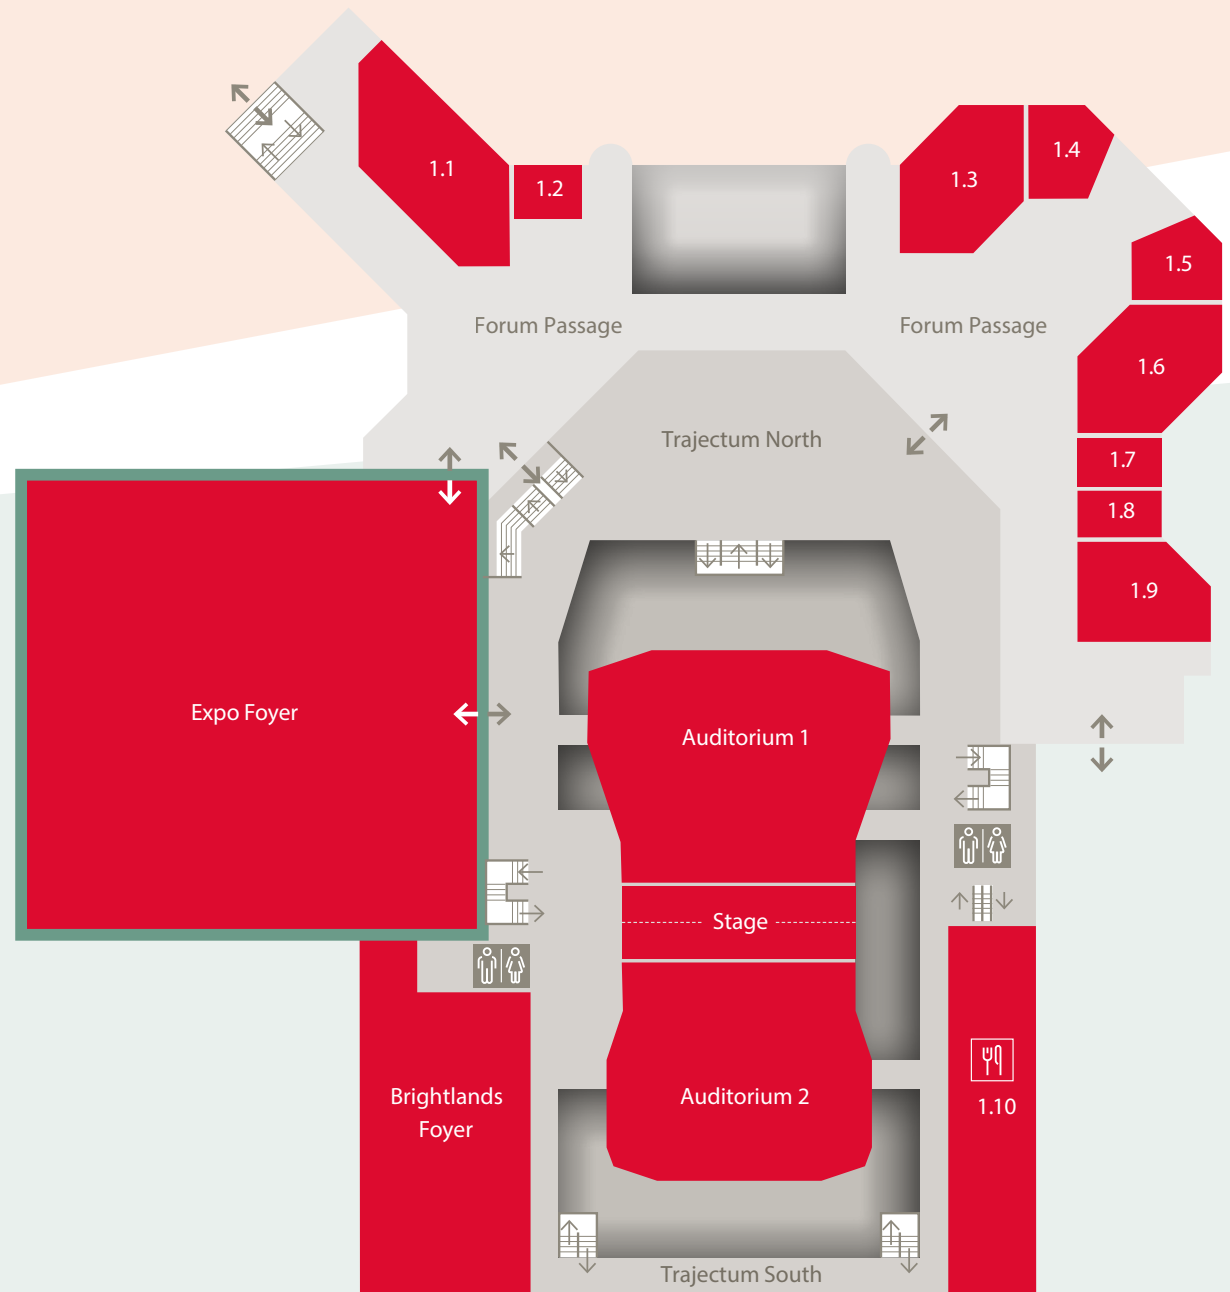 1.1
1.2
1.3
1.4
1.5
Forum Passage
Forum Passage
1.6
Trajectum North
1.7
1.8
1.9
Expo Foyer
Auditorium 1
Stage
Brightlands
Foyer
Auditorium 2
1.10
Trajectum South